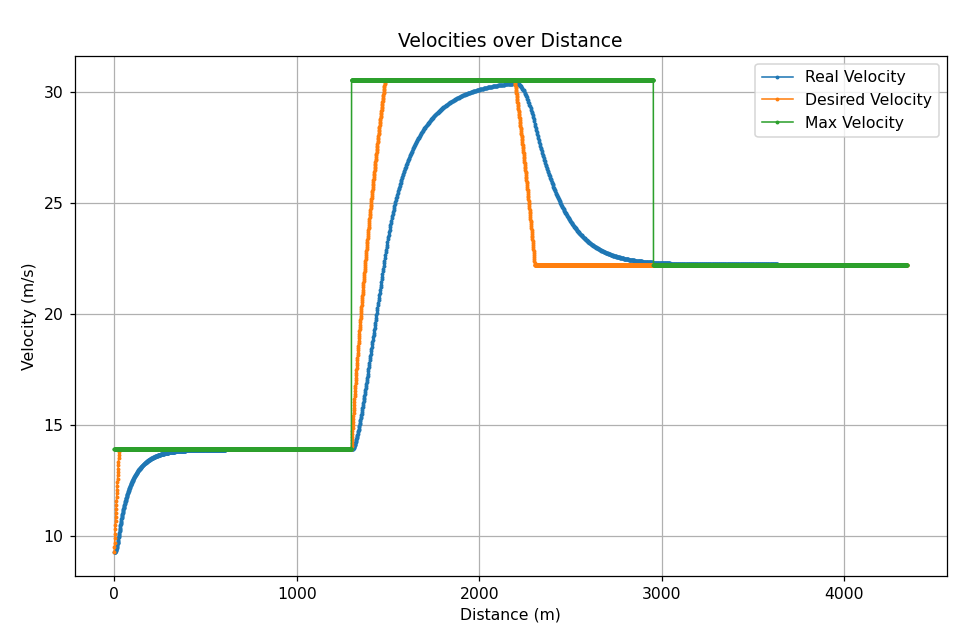 Velocities over Distance
Real Velocity
Desired Velocity
Max Velocity
30
25
20
15
10
Velocity (m/s)
0 1000 2000 3000 4000
Distance (m)